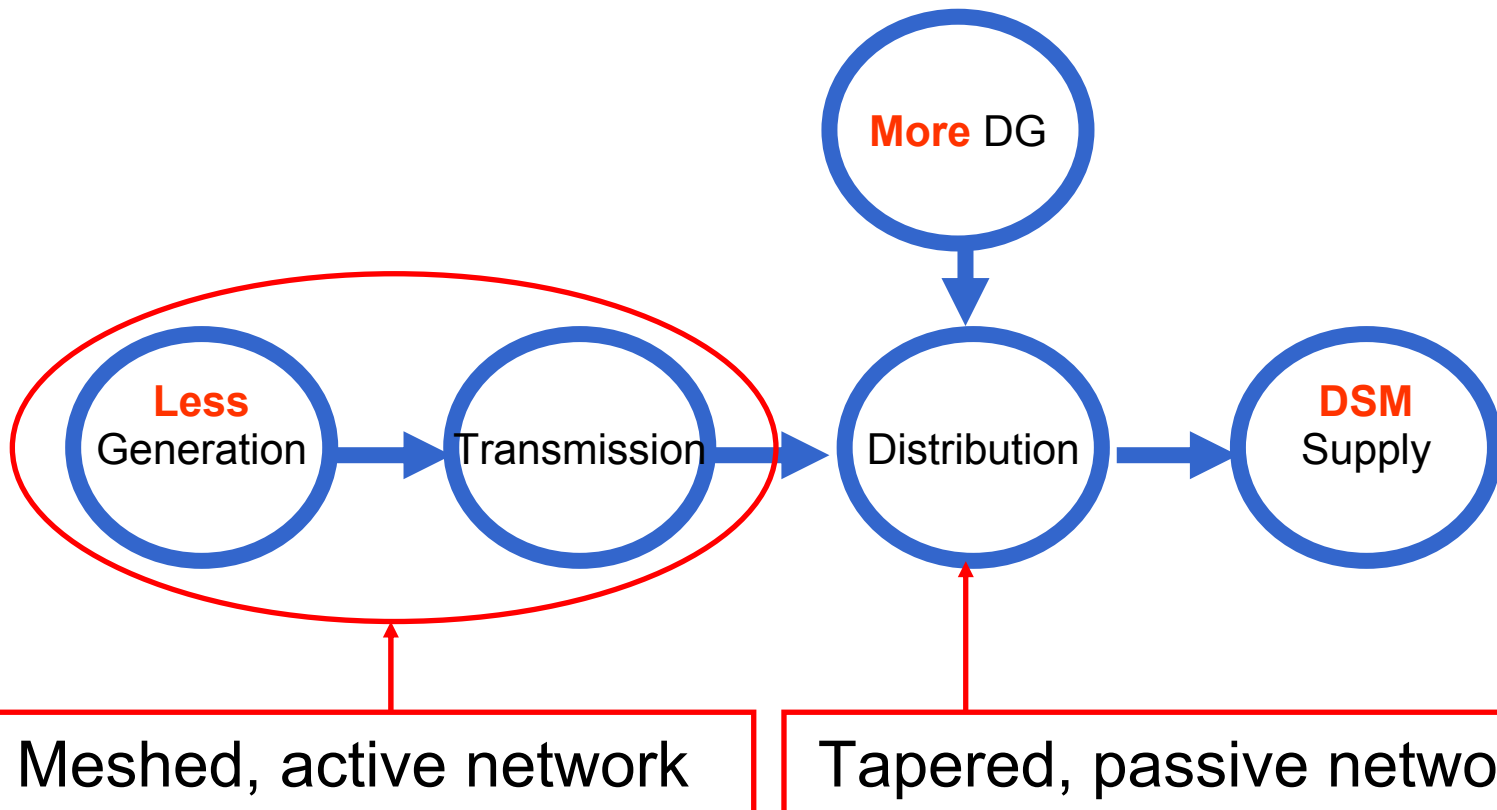 More DG
Less
Generation
Transmission
Distribution
DSM
Supply
Meshed, active network
Tapered, passive netwo